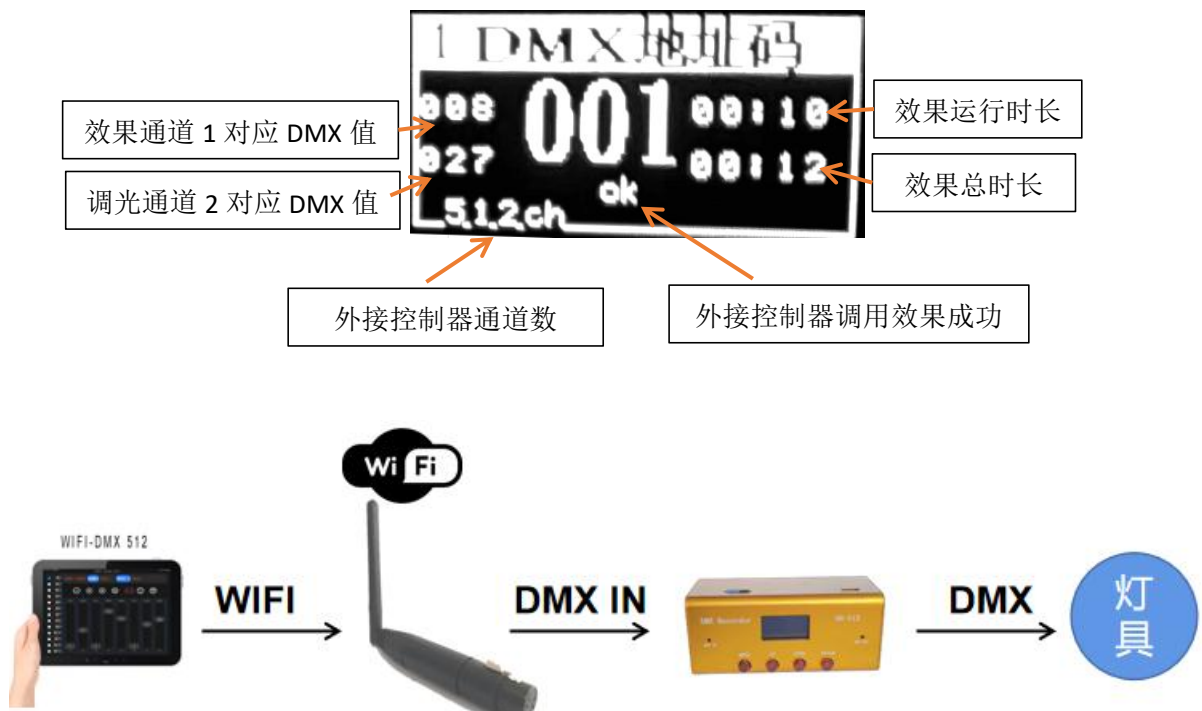 1 DMX地址码
008
001
00:10
027
00:12
ok
512ch
效果通道 1 对应 DMX 值
调光通道 2 对应 DMX 值
效果运行时长
效果总时长
外接控制器通道数
外接控制器调用效果成功
Wi Fi
WIFI-DMX 512
WIFI
DMX IN
DMX
灯
具
DMX Recorder